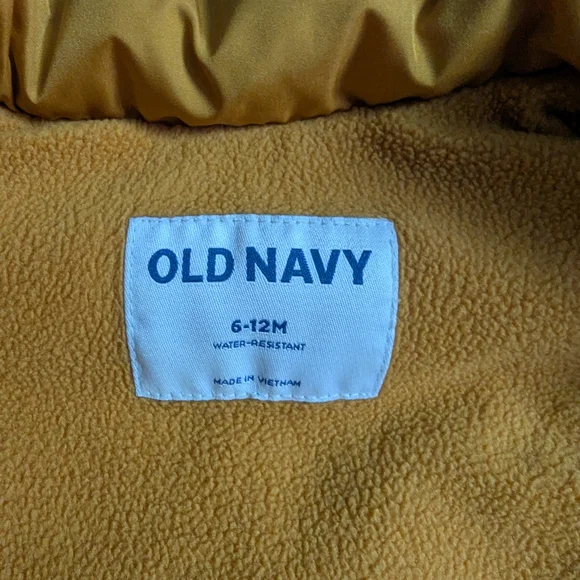 OLD NAVY
6-12M
WATER-RESISTANT
MADE IN VIETNAM